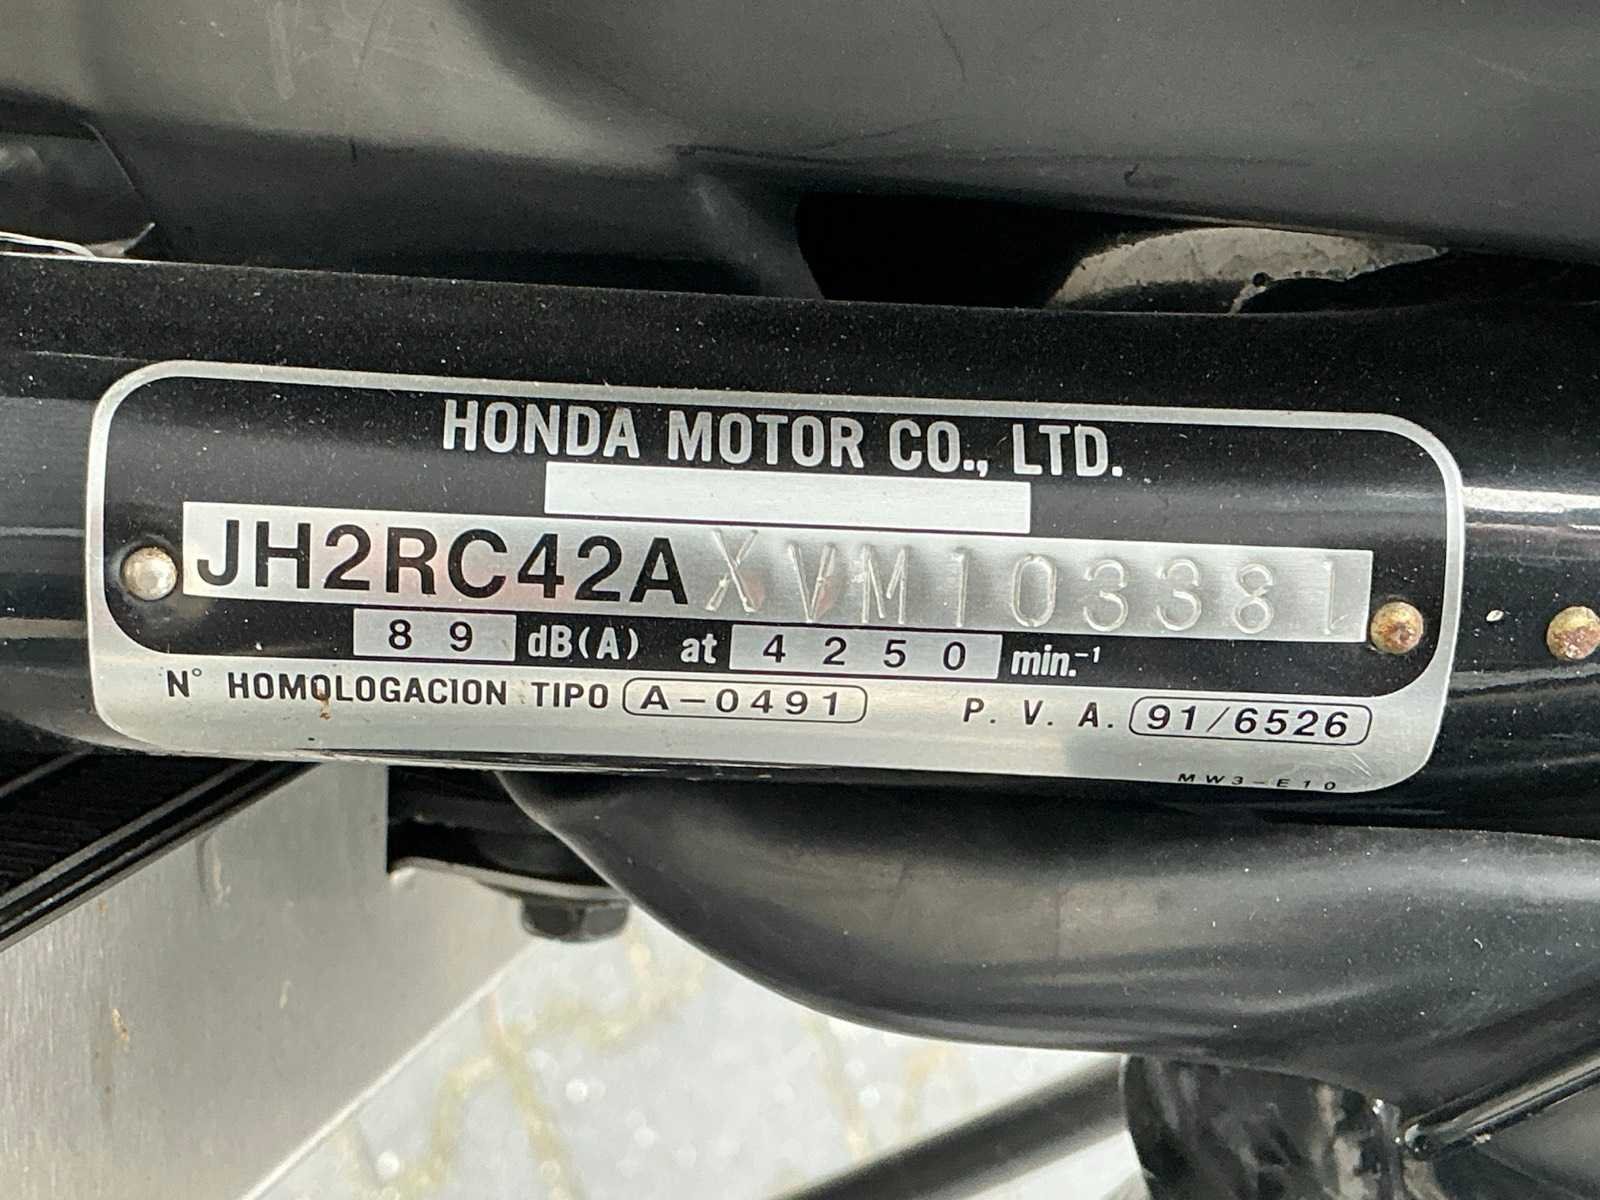 HONDA MOTOR CO., LTD.
JH2RC42AXVM103381
89 dB(A) at 4250 min.⁻¹
N° HOMOLOGACION TIPO A-0491 P. V. A. 91/6526
MW3-E10